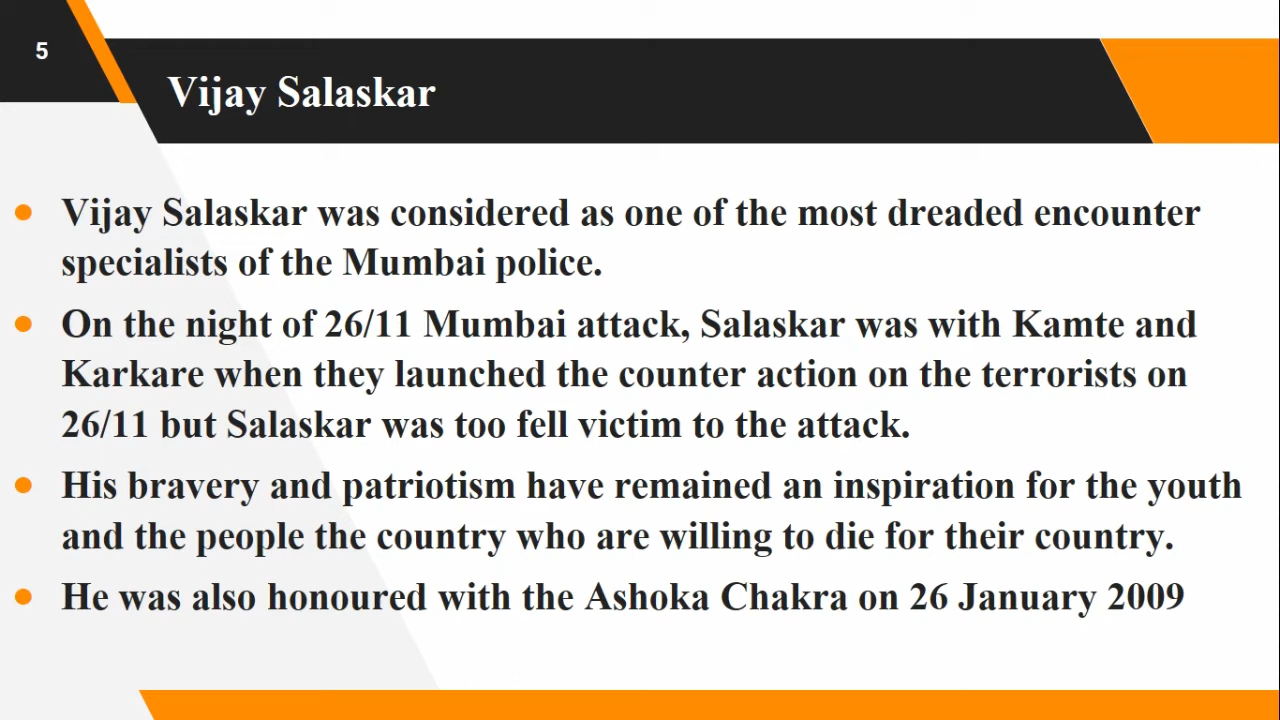 5
Vijay Salaskar
Vijay Salaskar was considered as one of the most dreaded encounter
specialists of the Mumbai police.
On the night of 26/11 Mumbai attack, Salaskar was with Kamte and
Karkare when they launched the counter action on the terrorists on
26/11 but Salaskar was too fell victim to the attack.
His bravery and patriotism have remained an inspiration for the youth
and the people the country who are willing to die for their country.
He was also honoured with the Ashoka Chakra on 26 January 2009